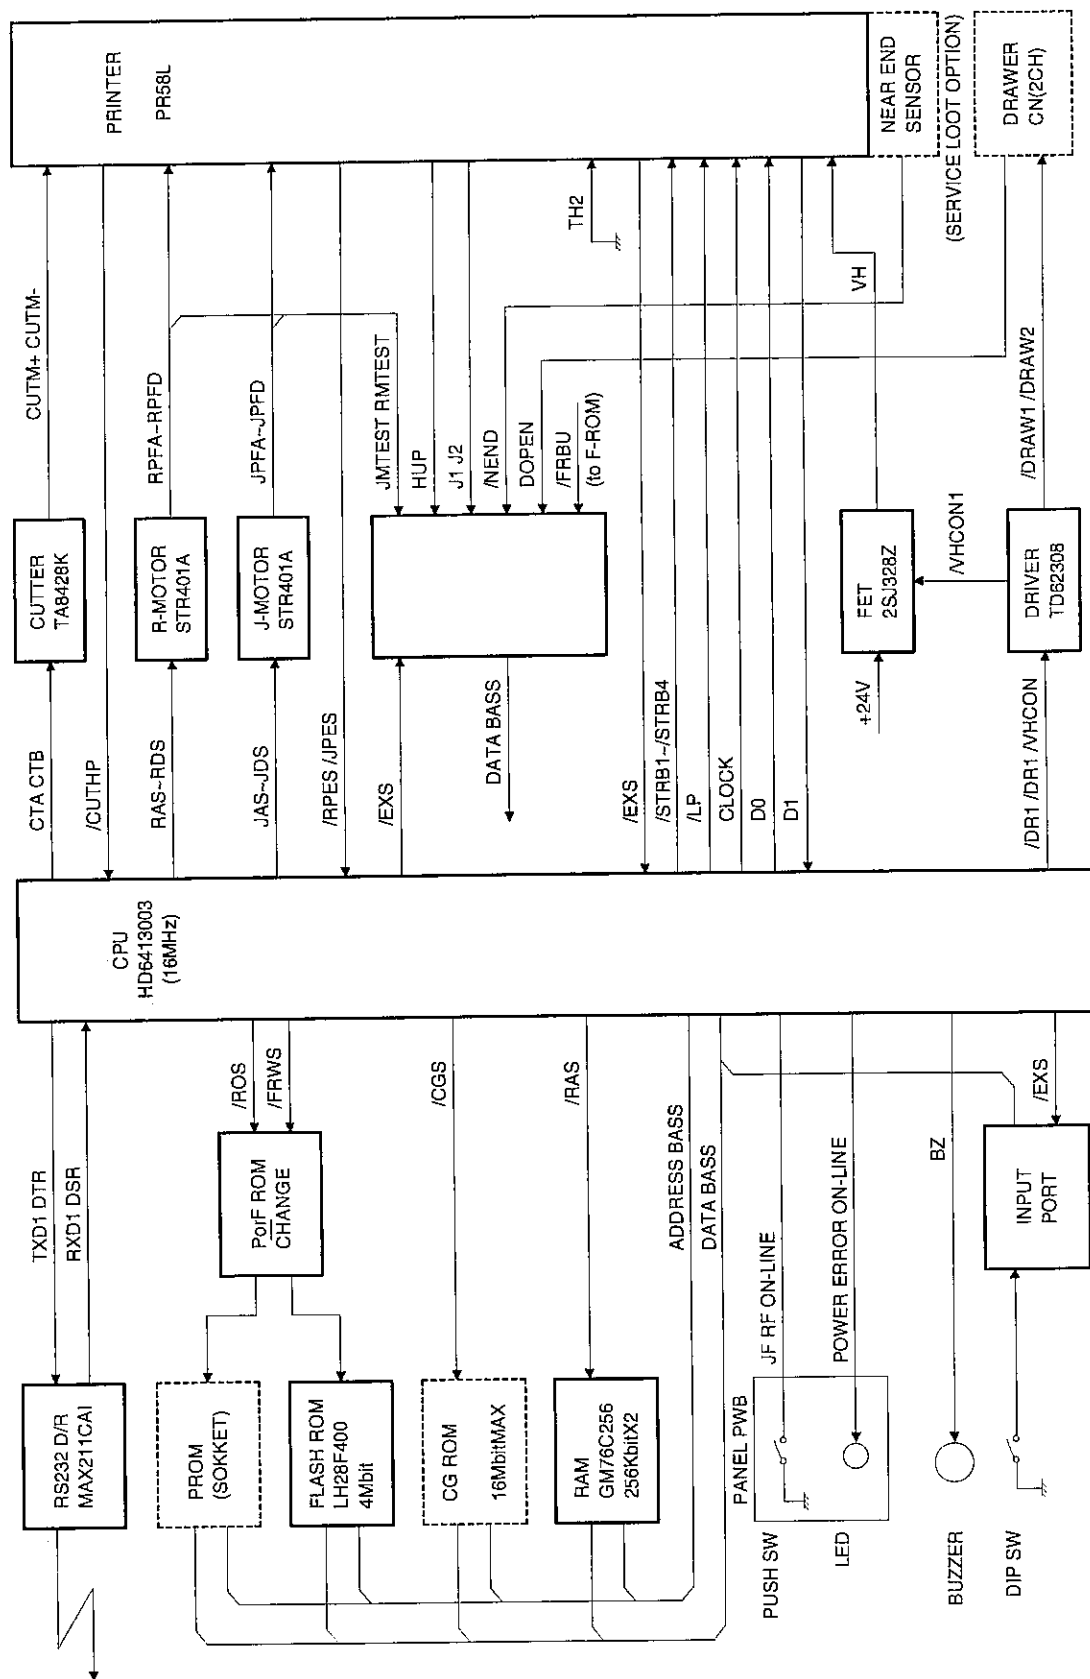 RS232 D/R
MAX211CAI
TXD1 DTR
RXD1 DSR
PROM
(SOKKET)
FLASH ROM
LH28F400
4Mbit
PorF ROM
CHANGE
/ROS
/FRWS
CG ROM
16MbitMAX
/CGS
RAM
GM76C256
256KbitX2
/RAS
ADDRESS BASS
DATA BASS
PANEL PWB
PUSH SW
JF RF ON-LINE
LED
POWER ERROR ON-LINE
BUZZER
BZ
DIP SW
INPUT
PORT
/EXS
CPU
HD6413003
(16MHz)
CTA CTB
CUTTER
TA8428K
CUTM+ CUTM-
/CUTHP
RAS~RDS
R-MOTOR
STR401A
RPFA~RPFD
JAS~JDS
J-MOTOR
STR401A
JPFA~JPFD
/RPES /JPES
/EXS
JMTEST RMTEST
HUP
J1 J2
/NEND
DOPEN
/FRBU
(to F-ROM)
DATA BASS
TH2
/EXS
/STRB1~/STRB4
/LP
CLOCK
D0
D1
+24V
FET
2SJ328Z
VH
/VHCON1
/DR1 /DR1 /VHCON
DRIVER
TD62308
/DRAW1 /DRAW2
PRINTER
PR58L
NEAR END
SENSOR
(SERVICE LOOT OPTION)
DRAWER
CN(2CH)